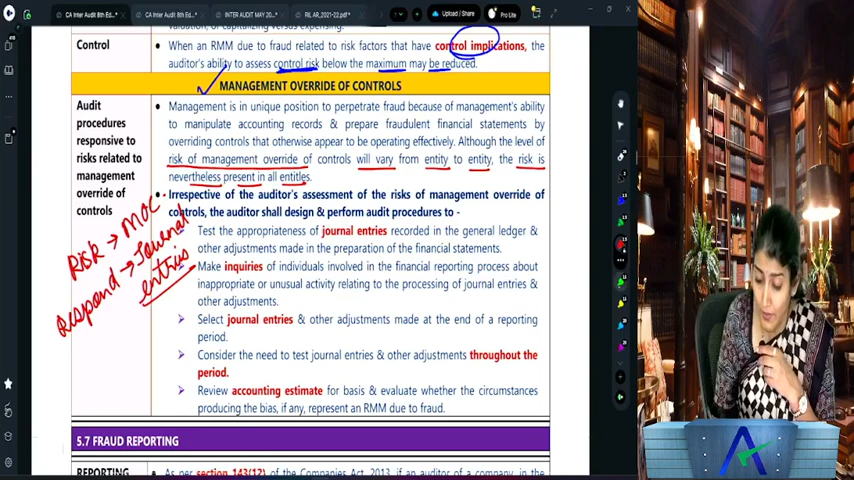 CA Inter Audit 8th Ed...*
CA Inter Audit 8th Ed...*
INTER AUDIT MAY 20...
RIL AR_2021-22.pdf*
Upload / Share
Pro Lite
Control
• When an RMM due to fraud related to risk factors that have control implications, the
auditor's ability to assess control risk below the maximum may be reduced.
MANAGEMENT OVERRIDE OF CONTROLS
Audit
procedures
responsive to
risks related to
management
override of
controls
• Management is in unique position to perpetrate fraud because of management's ability
to manipulate accounting records & prepare fraudulent financial statements by
overriding controls that otherwise appear to be operating effectively. Although the level of
risk of management override of controls will vary from entity to entity, the risk is
nevertheless present in all entitles.
• Irrespective of the auditor's assessment of the risks of management override of
controls, the auditor shall design & perform audit procedures to -
Test the appropriateness of journal entries recorded in the general ledger &
other adjustments made in the preparation of the financial statements.
Make inquiries of individuals involved in the financial reporting process about
inappropriate or unusual activity relating to the processing of journal entries &
other adjustments.
➤ Select journal entries & other adjustments made at the end of a reporting
period.
➤ Consider the need to test journal entries & other adjustments throughout the
period.
➤ Review accounting estimate for basis & evaluate whether the circumstances
producing the bias, if any, represent an RMM due to fraud.
Risk → MOC
Respond → Journal
entries
5.7 FRAUD REPORTING
REPORTING
• As per section 143(12) of the Companies Act, 2013, if an auditor of a company, in the